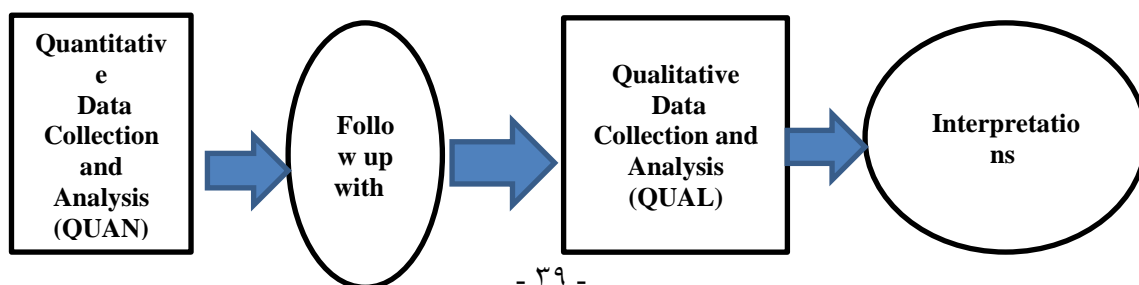 Quantitativ
e
Data
Collection
and
Analysis
(QUAN)
Follo
w up
with
Qualitative
Data
Collection and
Analysis
(QUAL)
Interpretatio
ns
- ٣٩ -